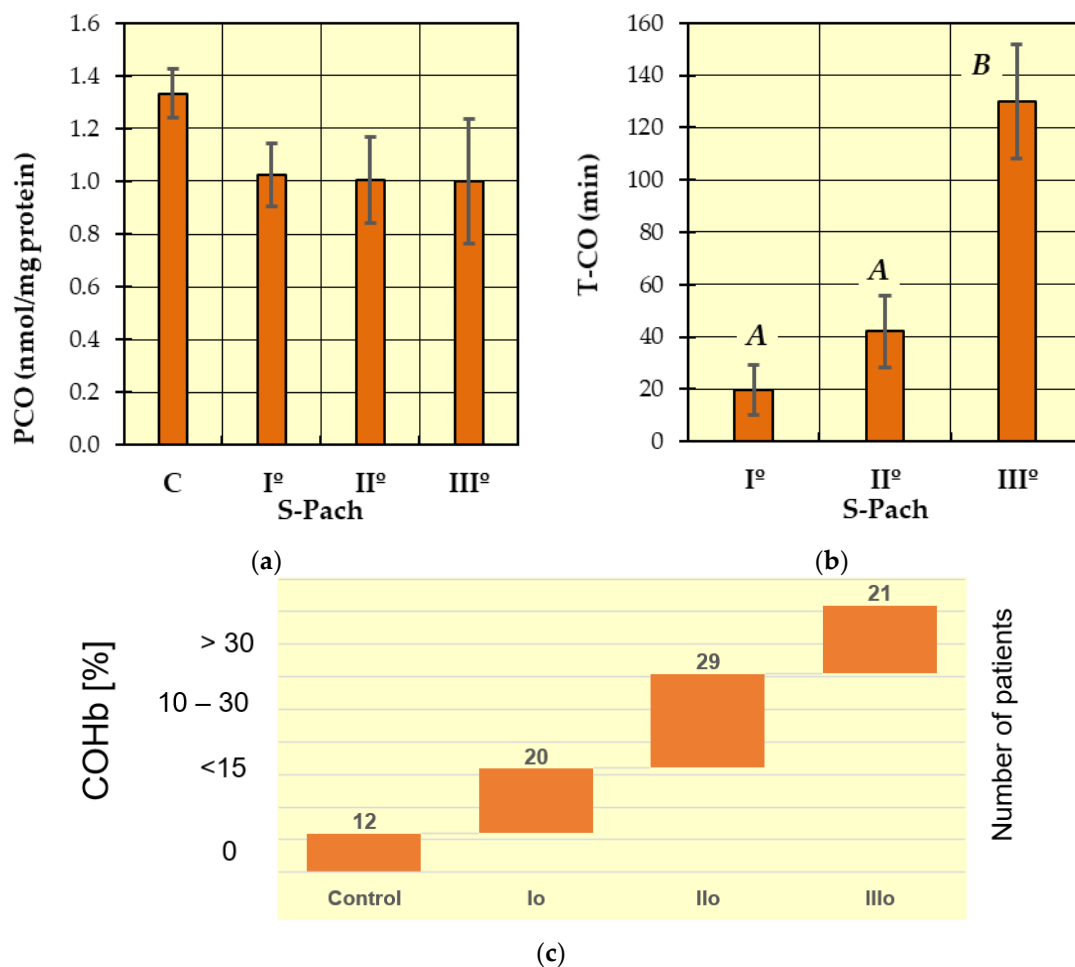 PCO (nmol/mg protein)
1.6
1.4
1.2
1.0
0.8
0.6
0.4
0.2
0.0
C Iº IIº IIIº
S-Pach
(a)
T-CO (min)
160
140
120
100
80
60
40
20
0
A
A
B
Iº IIº IIIº
S-Pach
(b)
COHb [%]
> 30
10 – 30
<15
0
12
20
29
21
Control Io IIo IIIo
Number of patients
(c)